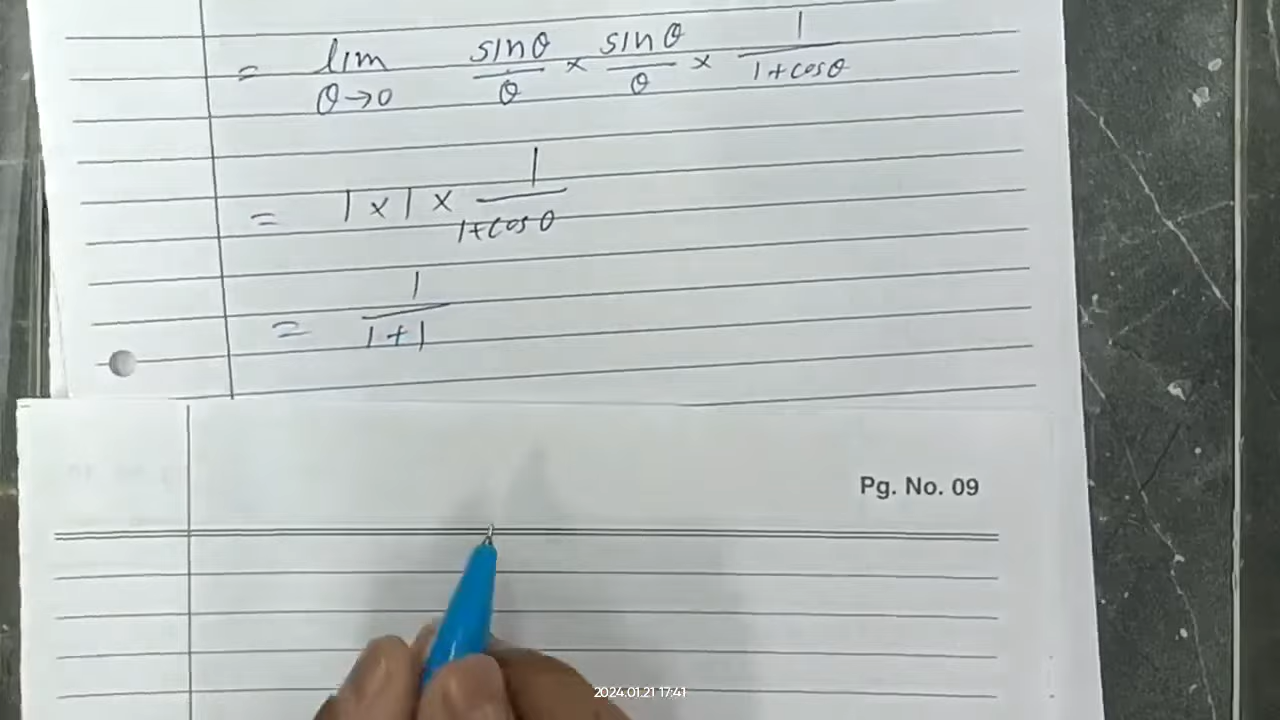 = lim θ→0 sinθ/θ × sinθ/θ × 1/1+cosθ
= 1 × 1 × 1/1+cosθ
= 1/1+1
Pg. No. 09
2024.01.21 17:41